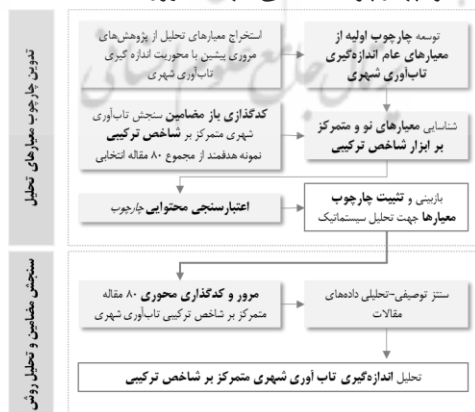 تدوین چارچوب معیارهای تحلیل
توسعه چارچوب اولیه از
معیارهای عام اندازه‌گیری
تاب‌آوری شهری
استخراج معیارهای تحلیل از پژوهش‌های
مروری پیشین با محوریت اندازه گیری
تاب‌آوری شهری
شناسایی معیارهای نو و متمرکز
بر ابزار شاخص ترکیبی
کدگذاری باز مضامین سنجش تاب‌آوری
شهری متمرکز بر شاخص ترکیبی
نمونه هدفمند از مجموع ۸۰ مقاله انتخابی
اعتبارسنجی محتوایی چارچوب
بازبینی و تثبیت چارچوب
معیارها جهت تحلیل سیستماتیک
سنجش مضامین و تحلیل روش
مرور و کدگذاری محوری ۸۰ مقاله
متمرکز بر شاخص ترکیبی تاب‌آوری شهری
سنتز توصیفی-تحلیلی داده‌های
مقالات
تحلیل اندازه‌گیری تاب آوری شهری متمرکز بر شاخص ترکیبی